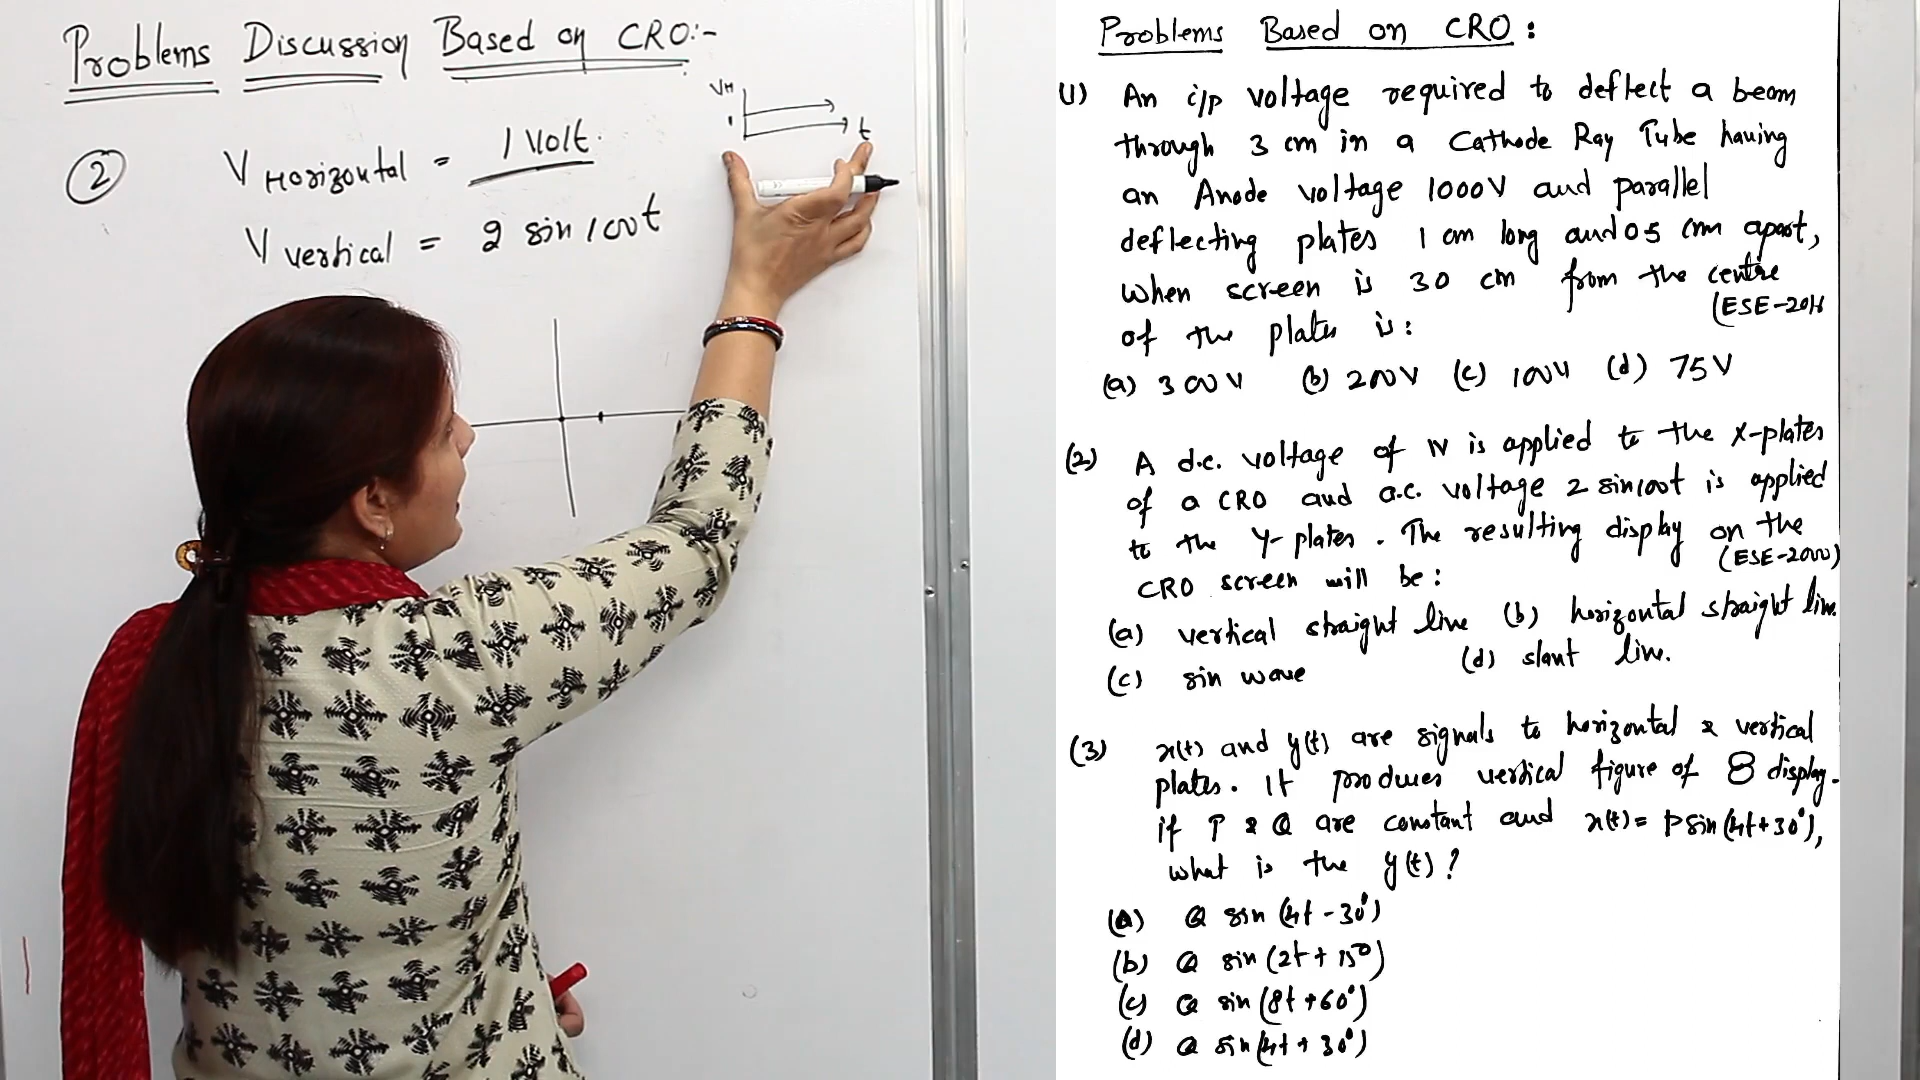 Problems Discussion Based on CRO:-
VH
1
t
② V Horizontal = 1 Volt.
V vertical = 2 sin 100t
Problems Based on CRO :
(1) An i/p voltage required to deflect a beam
through 3 cm in a Cathode Ray Tube having
an Anode voltage 1000V and parallel
deflecting plates 1 cm long and 0.5 cm apart,
when screen is 30 cm from the centre
of the plates is:
(a) 300V (b) 200V (c) 100V (d) 75V
(2) A d.c. voltage of 1V is applied to the X-plates
of a CRO and a.c. voltage 2 sin100t is applied
to the Y-plates. The resulting display on the
(ESE-2000)
CRO screen will be:
(a) vertical straight line (b) horizontal straight line.
(c) sin wave (d) slant line.
(3) x(t) and y(t) are signals to horizontal & vertical
plates. It produces vertical figure of 8 display.
if P & Q are constant and x(t) = P sin(4t+30°),
what is the y(t)?
(a) Q sin (4t-30°)
(b) Q sin (2t+15°)
(c) Q sin (8t+60°)
(d) Q sin (4t+30°)